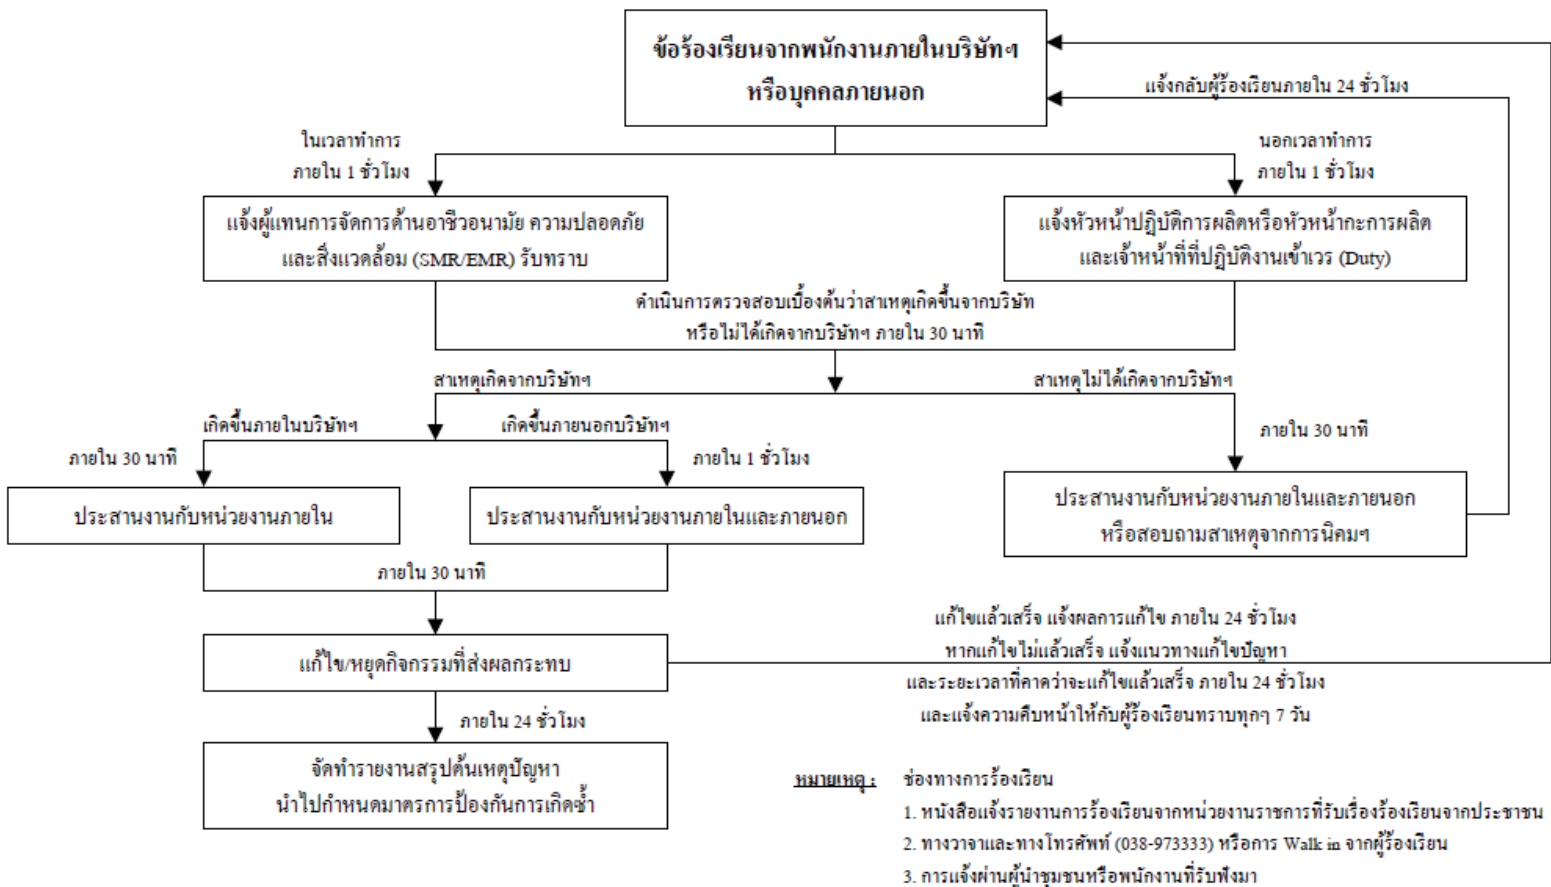 ข้อร้องเรียนจากพนักงานภายในบริษัทฯ
หรือบุคคลภายนอก
แจ้งกลับผู้ร้องเรียนภายใน 24 ชั่วโมง
ในเวลาทำการ
ภายใน 1 ชั่วโมง
นอกเวลาทำการ
ภายใน 1 ชั่วโมง
แจ้งผู้แทนการจัดการด้านอาชีวอนามัย ความปลอดภัย
และสิ่งแวดล้อม (SMR/EMR) รับทราบ
แจ้งหัวหน้าปฏิบัติการผลิตหรือหัวหน้ากะการผลิต
และเจ้าหน้าที่ที่ปฏิบัติงานเข้าเวร (Duty)
ดำเนินการตรวจสอบเบื้องต้นว่าสาเหตุเกิดขึ้นจากบริษัท
หรือไม่ได้เกิดจากบริษัทฯ ภายใน 30 นาที
สาเหตุเกิดจากบริษัทฯ
สาเหตุไม่ได้เกิดจากบริษัทฯ
เกิดขึ้นภายในบริษัทฯ
เกิดขึ้นภายนอกบริษัทฯ
ภายใน 30 นาที
ภายใน 30 นาที
ภายใน 1 ชั่วโมง
ประสานงานกับหน่วยงานภายใน
ประสานงานกับหน่วยงานภายในและภายนอก
ประสานงานกับหน่วยงานภายในและภายนอก
หรือสอบถามสาเหตุจากการนิคมฯ
ภายใน 30 นาที
แก้ไข/หยุดกิจกรรมที่ส่งผลกระทบ
แก้ไขแล้วเสร็จ แจ้งผลการแก้ไข ภายใน 24 ชั่วโมง
หากแก้ไขไม่แล้วเสร็จ แจ้งแนวทางแก้ไขปัญหา
และระยะเวลาที่คาดว่าจะแก้ไขแล้วเสร็จ ภายใน 24 ชั่วโมง
และแจ้งความคืบหน้าให้กับผู้ร้องเรียนทราบทุกๆ 7 วัน
ภายใน 24 ชั่วโมง
จัดทำรายงานสรุปต้นเหตุปัญหา
นำไปกำหนดมาตรการป้องกันการเกิดซ้ำ
หมายเหตุ : ช่องทางการร้องเรียน
1. หนังสือแจ้งรายงานการร้องเรียนจากหน่วยงานราชการที่รับเรื่องร้องเรียนจากประชาชน
2. ทางวาจาและทางโทรศัพท์ (038-973333) หรือการ Walk in จากผู้ร้องเรียน
3. การแจ้งผ่านผู้นำชุมชนหรือพนักงานที่รับฟังมา